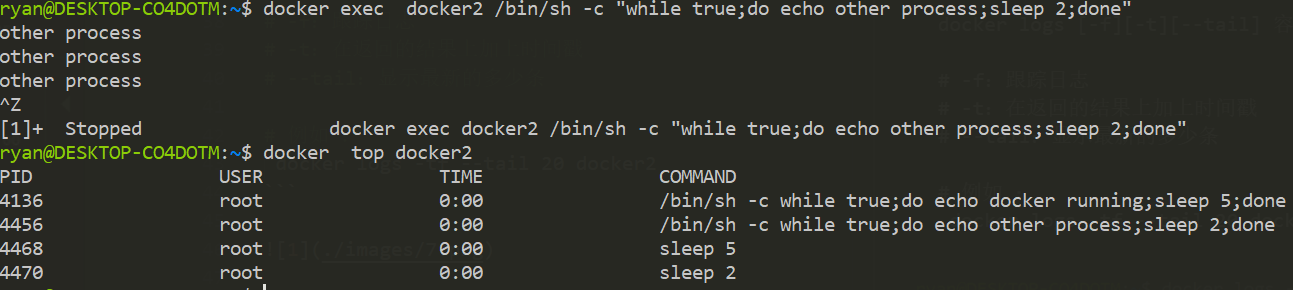 ryan@DESKTOP-CO4DOTM:~$ docker exec  docker2 /bin/sh -c "while true;do echo other process;sleep 2;done"
other process
other process
other process
^Z
[1]+  Stopped                 docker exec docker2 /bin/sh -c "while true;do echo other process;sleep 2;done"
ryan@DESKTOP-CO4DOTM:~$ docker  top docker2
PID                 USER                TIME                COMMAND
4136                root                0:00                /bin/sh -c while true;do echo docker running;sleep 5;done
4456                root                0:00                /bin/sh -c while true;do echo other process;sleep 2;done
4468                root                0:00                sleep 5
4470                root                0:00                sleep 2